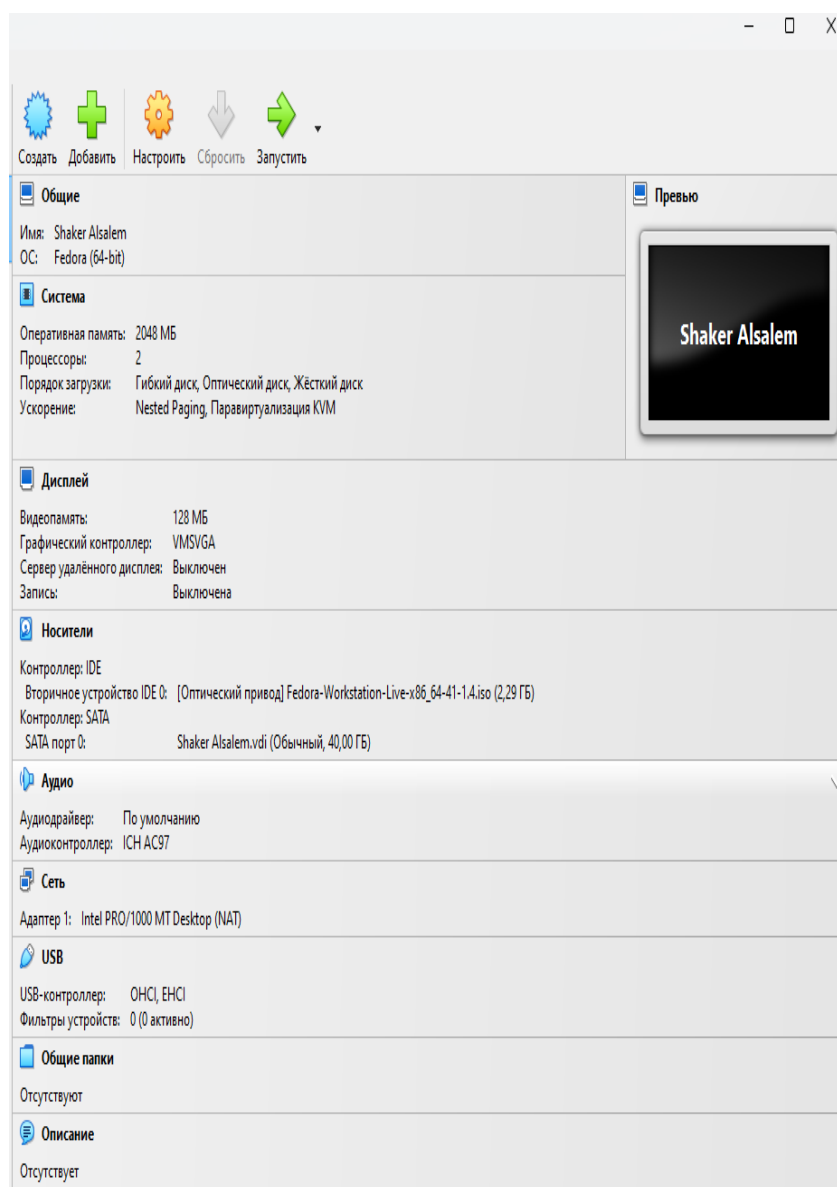 Создать Добавить Настроить Сбросить Запустить
Общие
Имя: Shaker Alsalem
ОС: Fedora (64-bit)
Превью
Shaker Alsalem
Система
Оперативная память: 2048 МБ
Процессоры: 2
Порядок загрузки: Гибкий диск, Оптический диск, Жёсткий диск
Ускорение: Nested Paging, Паравиртуализация KVM
Дисплей
Видеопамять: 128 МБ
Графический контроллер: VMSVGA
Сервер удалённого дисплея: Выключен
Запись: Выключена
Носители
Контроллер: IDE
Вторичное устройство IDE 0: [Оптический привод] Fedora-Workstation-Live-x86_64-41-1.4.iso (2,29 ГБ)
Контроллер: SATA
SATA порт 0: Shaker Alsalem.vdi (Обычный, 40,00 ГБ)
Аудио
Аудиодрайвер: По умолчанию
Аудиоконтроллер: ICH AC97
Сеть
Адаптер 1: Intel PRO/1000 MT Desktop (NAT)
USB
USB-контроллер: OHCI, EHCI
Фильтры устройств: 0 (0 активно)
Общие папки
Отсутствуют
Описание
Отсутствует